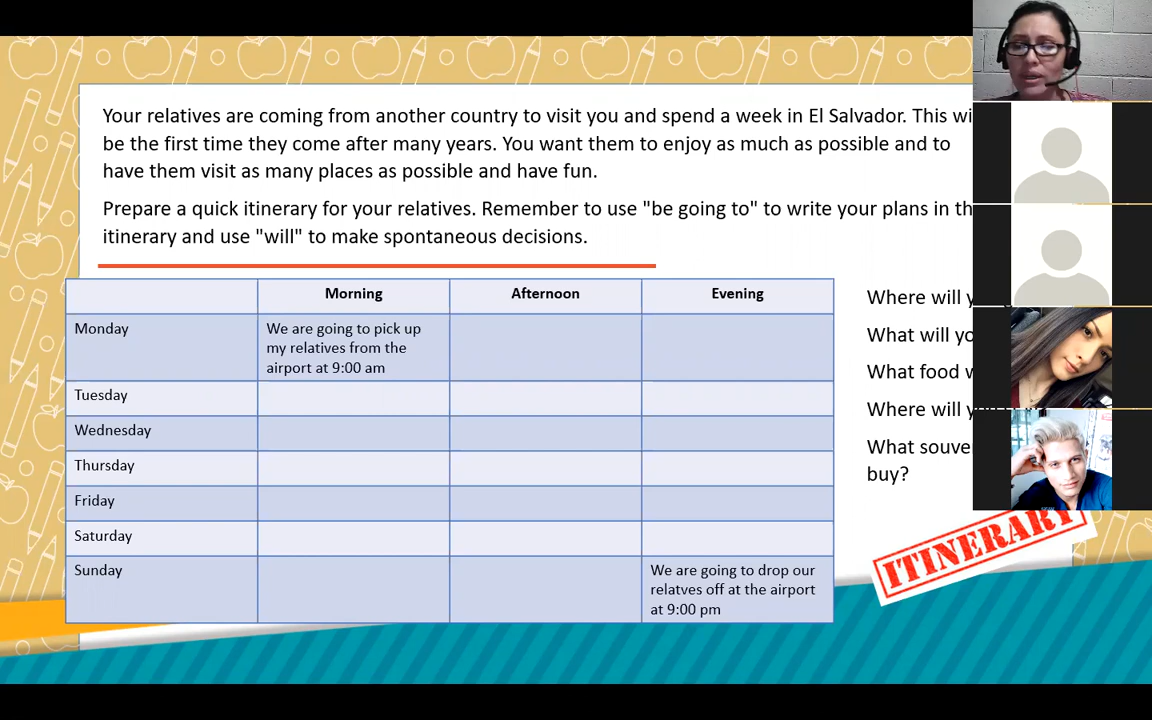 Your relatives are coming from another country to visit you and spend a week in El Salvador. This
be the first time they come after many years. You want them to enjoy as much as possible and to
have them visit as many places as possible and have fun.
Prepare a quick itinerary for your relatives. Remember to use "be going to" to write your plans in
itinerary and use "will" to make spontaneous decisions.
Morning Afternoon Evening
Monday
We are going to pick up
my relatives from the
airport at 9:00 am
Tuesday
Wednesday
Thursday
Friday
Saturday
Sunday
We are going to drop our
relatves off at the airport
at 9:00 pm
Where will
What will
What food
Where will
What
buy?
ITINERARY